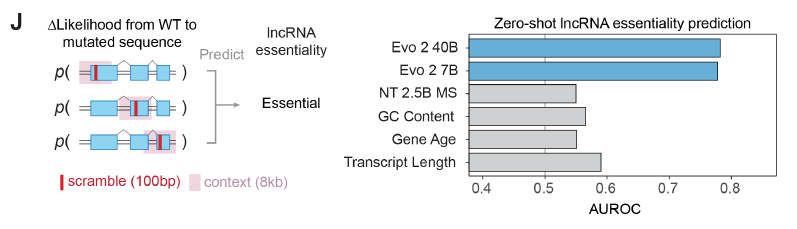 J
ΔLikelihood from WT to
mutated sequence
lncRNA
essentiality
Predict
p( )
p( )
p( )
Essential
scramble (100bp)
context (8kb)
Zero-shot lncRNA essentiality prediction
Evo 2 40B
Evo 2 7B
NT 2.5B MS
GC Content
Gene Age
Transcript Length
0.4 0.5 0.6 0.7 0.8
AUROC